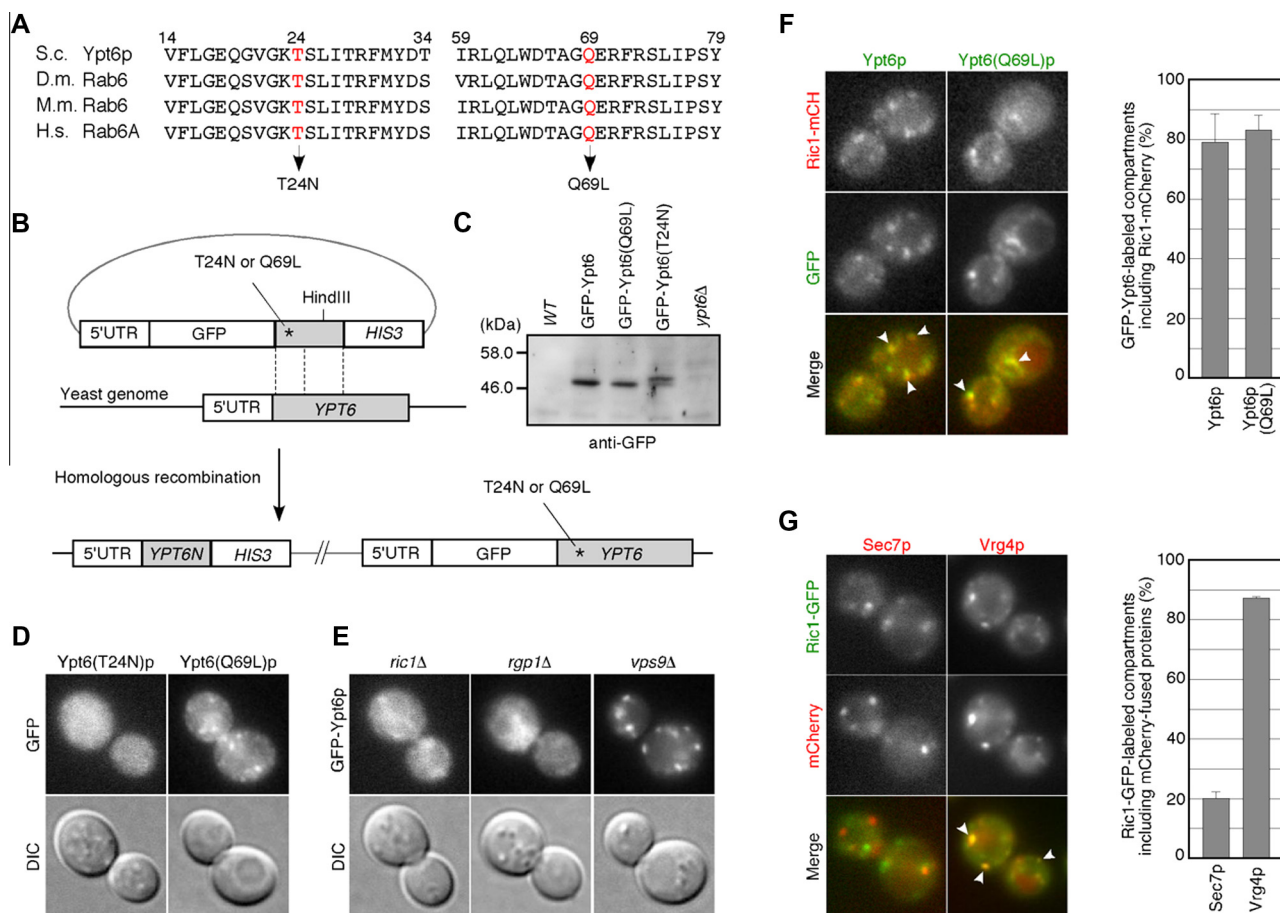 A
14 24 34 59 69 79
S.c. Ypt6p VFLGEQGVGKTSLITRFMYDT IRLQLWDTAGQERFRSLIPSY
D.m. Rab6 VFLGEQSVGKTSLITRFMYDS VRLQLWDTAGQERFRSLIPSY
M.m. Rab6 VFLGEQSVGKTSLITRFMYDS IRLQLWDTAGQERFRSLIPSY
H.s. Rab6A VFLGEQSVGKTSLITRFMYDS IRLQLWDTAGQERFRSLIPSY
T24N Q69L
B
T24N or Q69L
HindIII
5'UTR GFP * HIS3
Yeast genome
5'UTR YPT6
Homologous recombination
T24N or Q69L
5'UTR YPT6N HIS3 // 5'UTR GFP * YPT6
C
WT
GFP-Ypt6
GFP-Ypt6(Q69L)
GFP-Ypt6(T24N)
ypt6Δ
(kDa)
58.0
46.0
anti-GFP
D
Ypt6(T24N)p Ypt6(Q69L)p
GFP
DIC
E
ric1Δ rgp1Δ vps9Δ
GFP-Ypt6p
DIC
F
Ypt6p Ypt6(Q69L)p
Ric1-mCH
GFP
Merge
GFP-Ypt6-labeled compartments
including Ric1-mCherry (%)
100
80
60
40
20
0
Ypt6p
Ypt6p
(Q69L)
G
Sec7p Vrg4p
Ric1-GFP
mCherry
Merge
Ric1-GFP-labeled compartments
including mCherry-fused proteins (%)
100
80
60
40
20
0
Sec7p
Vrg4p